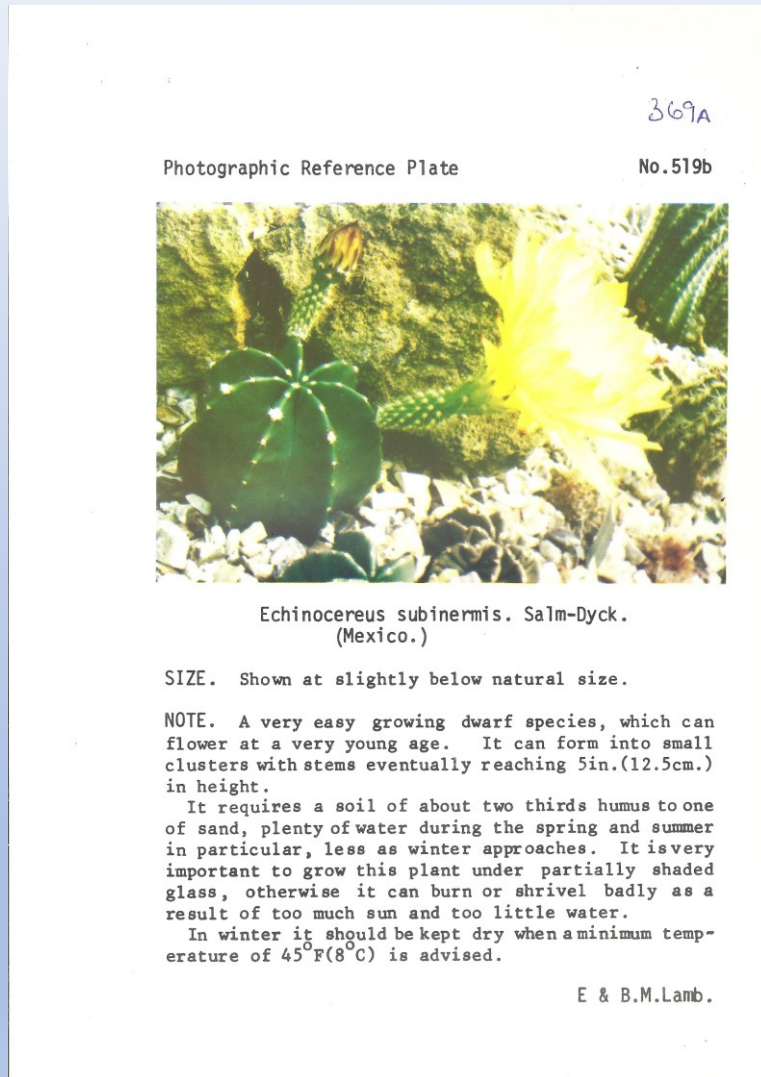 369A
Photographic Reference Plate No.519b
Echinocereus subinermis. Salm-Dyck.
(Mexico.)
SIZE. Shown at slightly below natural size.
NOTE. A very easy growing dwarf species, which can
flower at a very young age. It can form into small
clusters with stems eventually reaching 5in.(12.5cm.)
in height.
It requires a soil of about two thirds humus to one
of sand, plenty of water during the spring and summer
in particular, less as winter approaches. It is very
important to grow this plant under partially shaded
glass, otherwise it can burn or shrivel badly as a
result of too much sun and too little water.
In winter it should be kept dry when a minimum temp-
erature of 45°F(8°C) is advised.
E & B.M.Lamb.